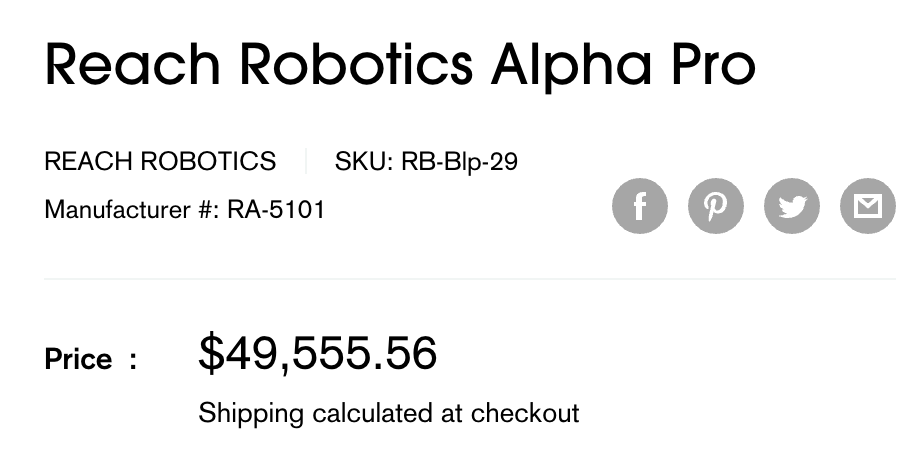 Reach Robotics Alpha Pro
REACH ROBOTICS SKU: RB-Blp-29
Manufacturer #: RA-5101
Price : $49,555.56
Shipping calculated at checkout